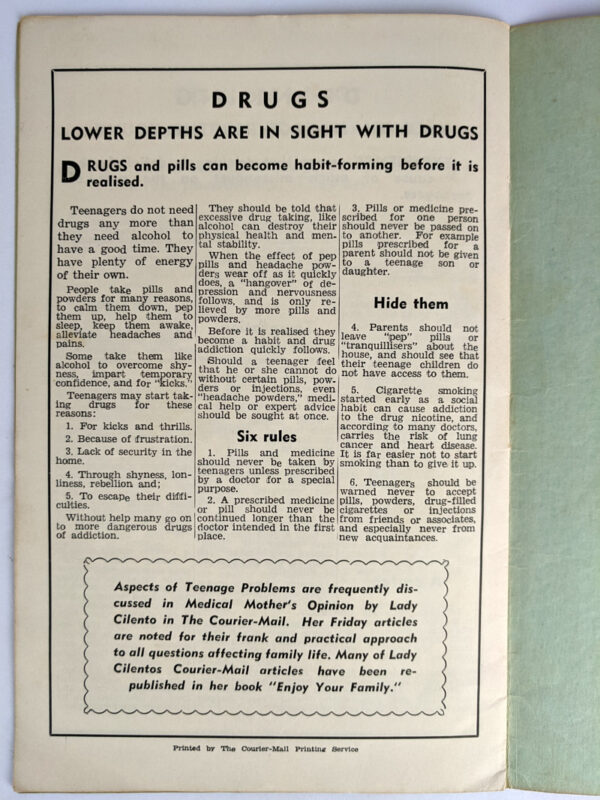 DRUGS
LOWER DEPTHS ARE IN SIGHT WITH DRUGS
DRUGS and pills can become habit-forming before it is
realised.
Teenagers do not need
drugs any more than
they need alcohol to
have a good time. They
have plenty of energy
of their own.
People take pills and
powders for many reasons,
to calm them down, pep
them up, help them to
sleep, keep them awake,
alleviate headaches and
pains.
Some take them like
alcohol to overcome shy-
ness, impart temporary
confidence, and for "kicks."
Teenagers may start tak-
ing drugs for these
reasons:
1. For kicks and thrills.
2. Because of frustration.
3. Lack of security in the
home.
4. Through shyness, lon-
liness, rebellion and;
5. To escape their diffi-
culties.
Without help many go on
to more dangerous drugs
of addiction.
They should be told that
excessive drug taking, like
alcohol can destroy their
physical health and men-
tal stability.
When the effect of pep
pills and headache pow-
ders wear off as it quickly
does, a "hangover" of de-
pression and nervousness
follows, and is only re-
lieved by more pills and
powders.
Before it is realised they
become a habit and drug
addiction quickly follows.
Should a teenager feel
that he or she cannot do
without certain pills, pow-
ders or injections, even
"headache powders," medi-
cal help or expert advice
should be sought at once.
Six rules
1. Pills and medicine
should never be taken by
teenagers unless prescribed
by a doctor for a special
purpose.
2. A prescribed medicine
or pill should never be
continued longer than the
doctor intended in the first
place.
3. Pills or medicine pre-
scribed for one person
should never be passed on
to another. For example
pills prescribed for a
parent should not be given
to a teenage son or
daughter.
Hide them
4. Parents should not
leave "pep" pills or
"tranquillisers" about the
house, and should see that
their teenage children do
not have access to them.
5. Cigarette smoking
started early as a social
habit can cause addiction
to the drug nicotine, and
according to many doctors,
carries the risk of lung
cancer and heart disease.
It is far easier not to start
smoking than to give it up.
6. Teenagers should be
warned never to accept
pills, powders, drug-filled
cigarettes or injections
from friends or associates,
and especially never from
new acquaintances.
Aspects of Teenage Problems are frequently dis-
cussed in Medical Mother's Opinion by Lady
Cilento in The Courier-Mail. Her Friday articles
are noted for their frank and practical approach
to all questions affecting family life. Many of Lady
Cilentos Courier-Mail articles have been re-
published in her book "Enjoy Your Family."
Printed by The Courier-Mail Printing Service